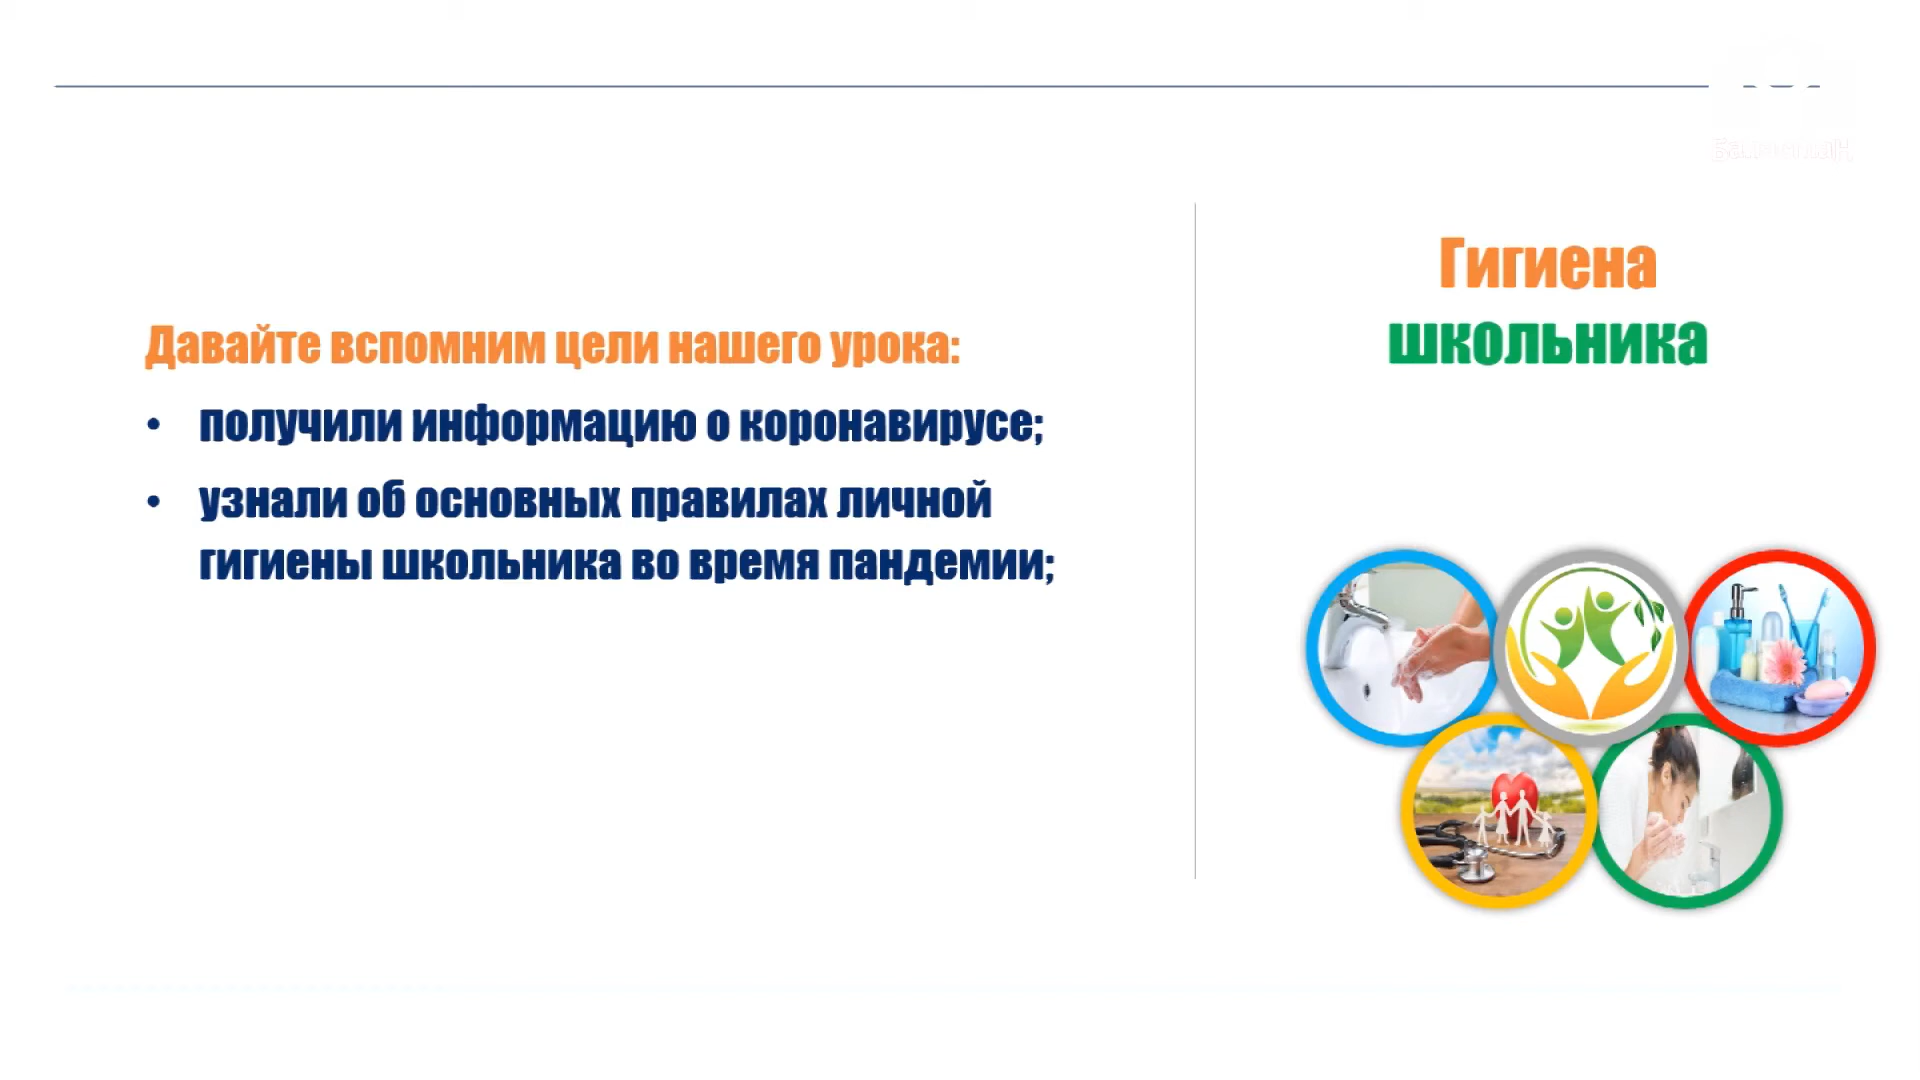 Давайте вспомним цели нашего урока:
• получили информацию о коронавирусе;
• узнали об основных правилах личной
гигиены школьника во время пандемии;
Гигиена
школьника